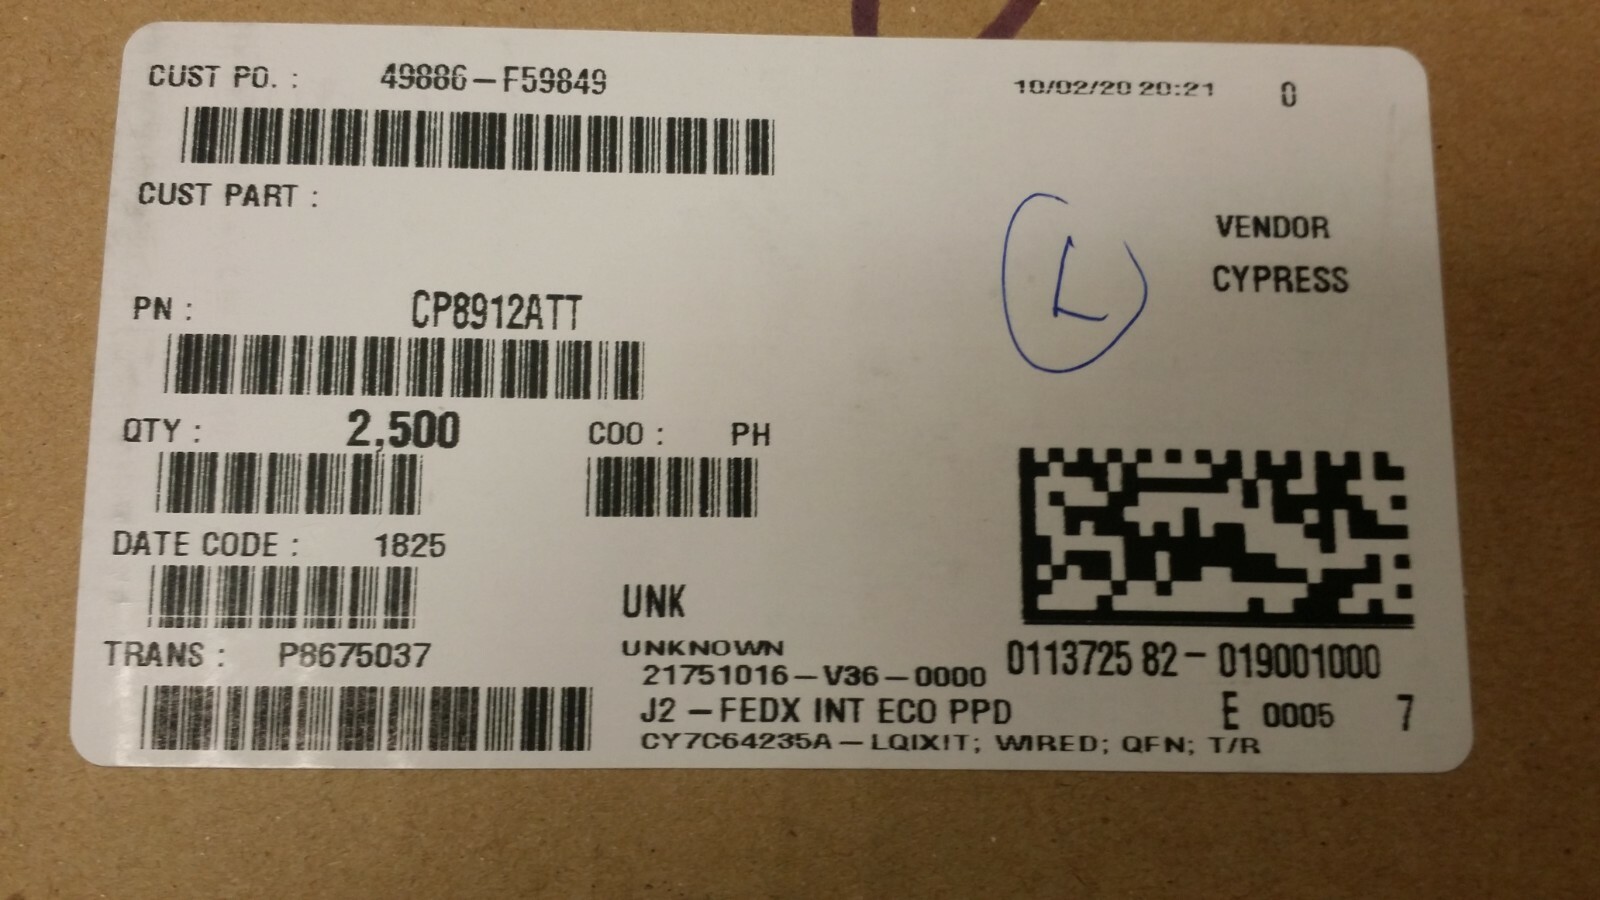 CUST PO. : 49886-F59849
10/02/20 20:21 0
CUST PART :
VENDOR
CYPRESS
L
PN : CP8912ATT
QTY : 2,500
COO : PH
DATE CODE : 1825
UNK
TRANS : P8675037
UNKNOWN
21751016-V36-0000
011372582-019001000
J2-FEDX INT ECO PPD
E 0005 7
CY7C64235A-LQIXIT; WIRED; QFN; T/R